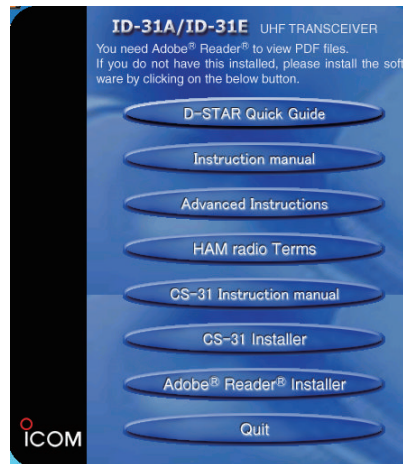 ID-31A/ID-31E UHF TRANSCEIVER
You need Adobe® Reader® to view PDF files.
If you do not have this installed, please install the soft
ware by clicking on the below button.
D-STAR Quick Guide
Instruction manual
Advanced Instructions
HAM radio Terms
CS-31 Instruction manual
CS-31 Installer
Adobe® Reader® Installer
Quit
ICOM